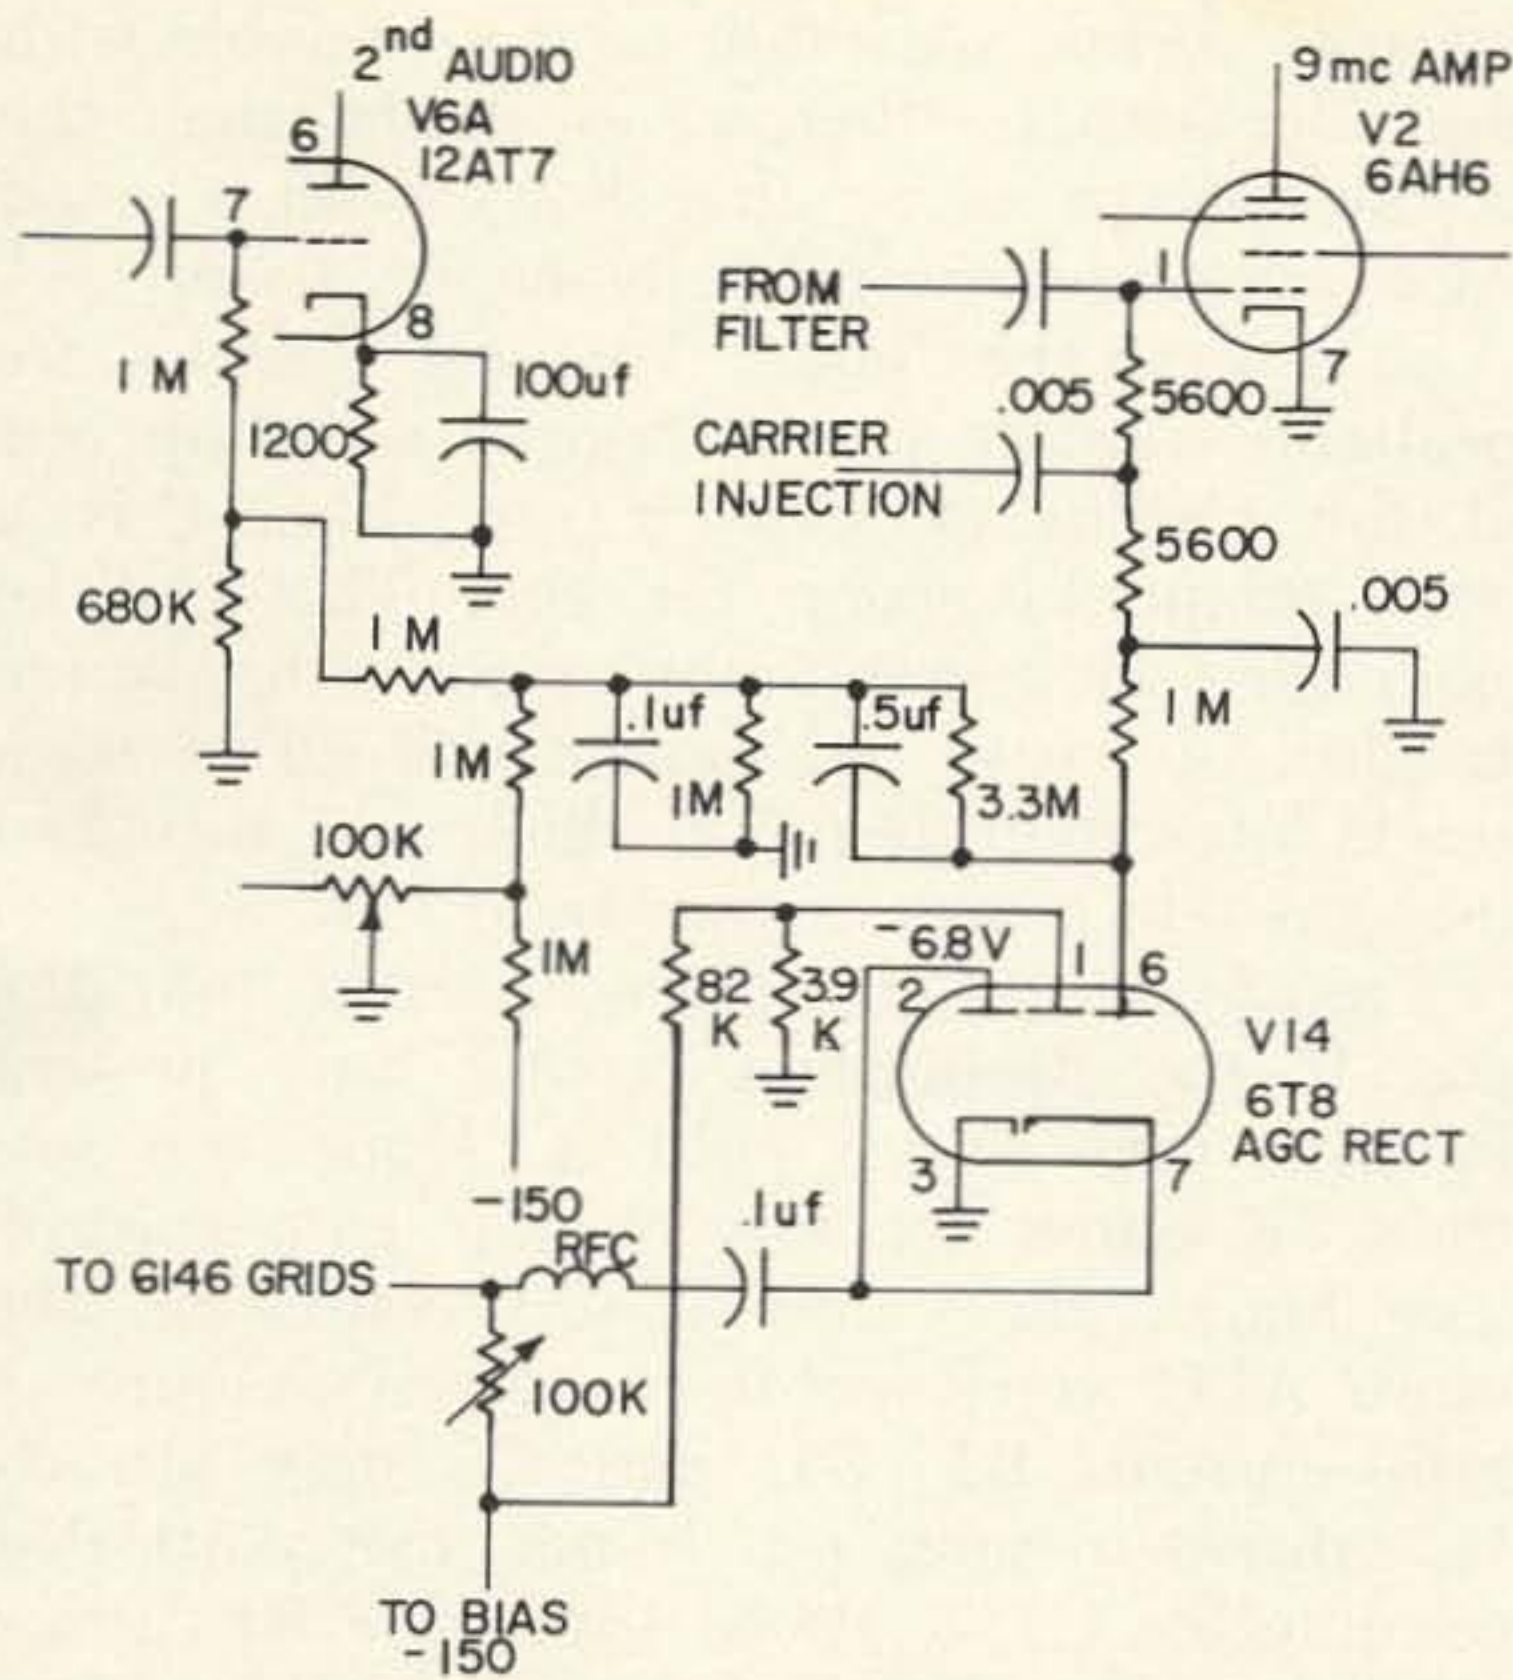 2nd AUDIO
V6A
12AT7
6
7
8
1 M
1200
100uf
680K
9mc AMP
V2
6AH6
1
7
FROM
FILTER
.005
5600
CARRIER
INJECTION
5600
.005
1 M
1 M
1M
.1uf
1M
.5uf
3.3M
100K
1M
-150
82
K
3.9
K
-6.8V
2
1
6
3
7
V14
6T8
AGC RECT
TO 6146 GRIDS
RFC
.1uf
100K
TO BIAS
-150